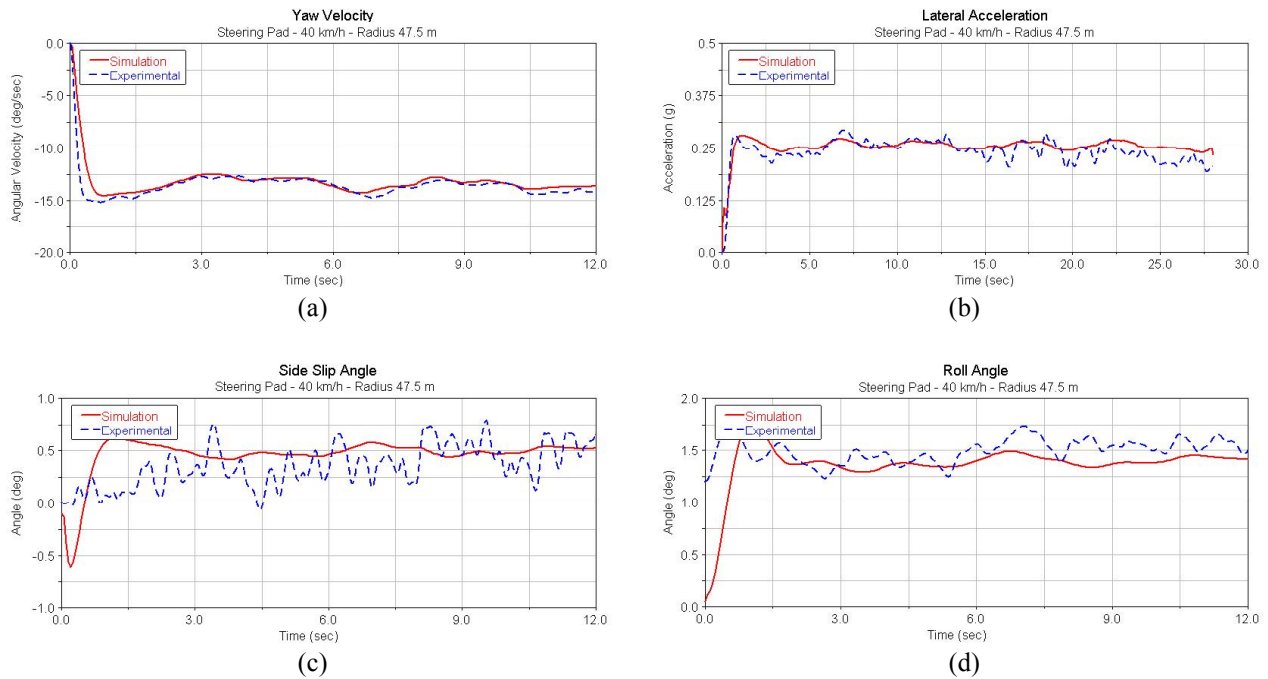 Yaw Velocity
Steering Pad - 40 km/h - Radius 47.5 m
Simulation
Experimental
Angular Velocity (deg/sec)
0.0
-5.0
-10.0
-15.0
-20.0
0.0 3.0 6.0 9.0 12.0
Time (sec)
(a)
Lateral Acceleration
Steering Pad - 40 km/h - Radius 47.5 m
Simulation
Experimental
Acceleration (g)
0.5
0.375
0.25
0.125
0.0
0.0 5.0 10.0 15.0 20.0 25.0 30.0
Time (sec)
(b)
Side Slip Angle
Steering Pad - 40 km/h - Radius 47.5 m
Simulation
Experimental
Angle (deg)
1.0
0.5
0.0
-0.5
-1.0
0.0 3.0 6.0 9.0 12.0
Time (sec)
(c)
Roll Angle
Steering Pad - 40 km/h - Radius 47.5 m
Simulation
Experimental
Angle (deg)
2.0
1.5
1.0
0.5
0.0
0.0 3.0 6.0 9.0 12.0
Time (sec)
(d)